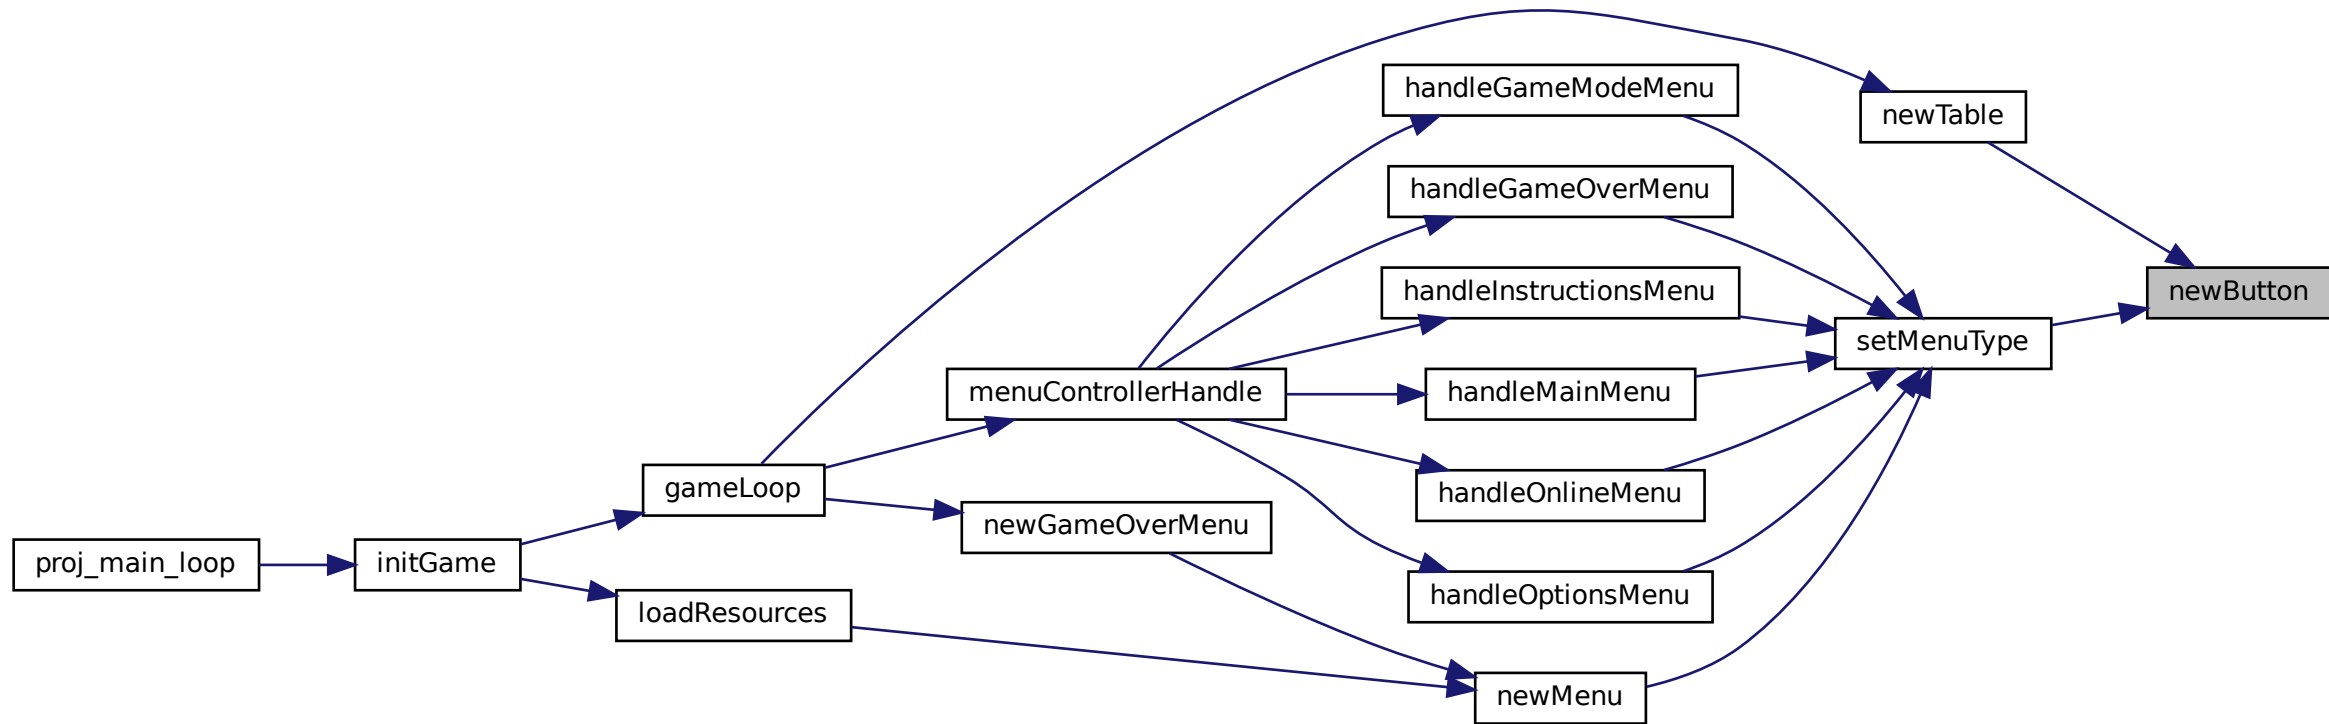 handleGameModeMenu
newTable
handleGameOverMenu
handleInstructionsMenu
newButton
setMenuType
menuControllerHandle
handleMainMenu
gameLoop
handleOnlineMenu
newGameOverMenu
proj_main_loop
initGame
handleOptionsMenu
loadResources
newMenu